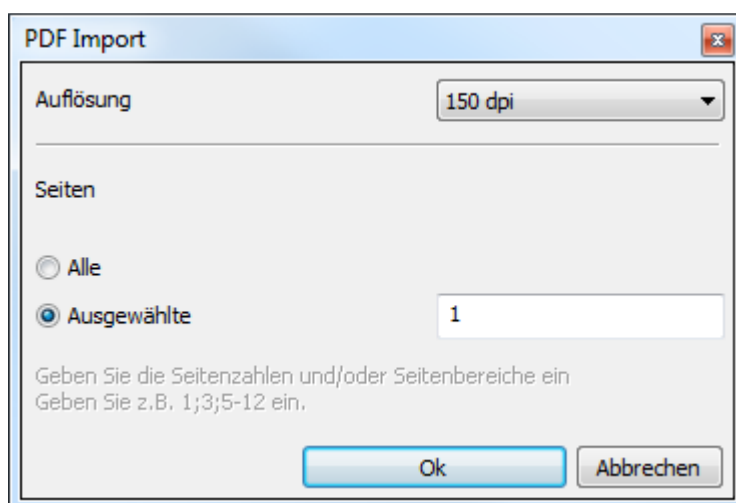 PDF Import
Auflösung 150 dpi
Seiten
Alle
Ausgewählte 1
Geben Sie die Seitenzahlen und/oder Seitenbereiche ein
Geben Sie z.B. 1;3;5-12 ein.
Ok Abbrechen